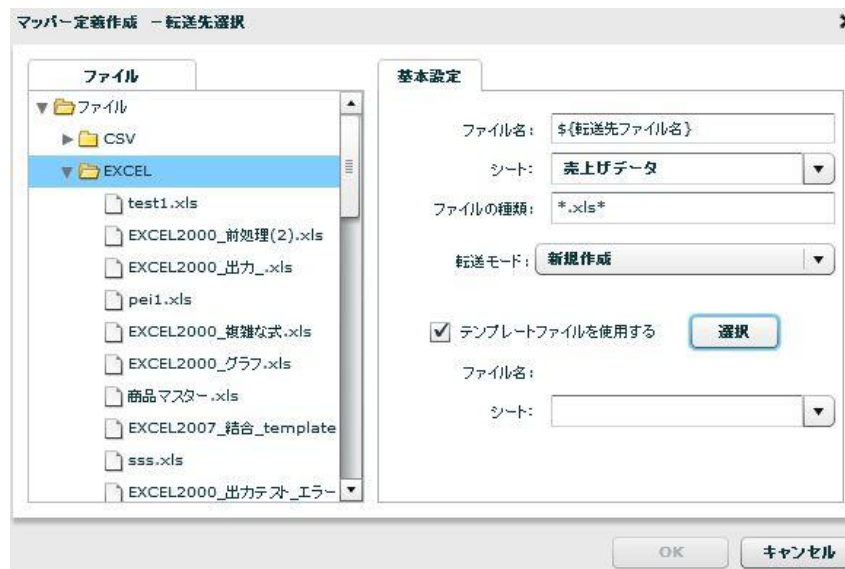 マッパー定義作成 －転送先選択
ファイル
ファイル
CSV
EXCEL
test1.xls
EXCEL2000_前処理(2).xls
EXCEL2000_出力_.xls
pei1.xls
EXCEL2000_複雑な式.xls
EXCEL2000_グラフ.xls
商品マスター.xls
EXCEL2007_結合_template
sss.xls
EXCEL2000_出力テスト_エラー
基本設定
ファイル名: ${転送先ファイル名}
シート: 売上げデータ
ファイルの種類: *.xls*
転送モード: 新規作成
テンプレートファイルを使用する 選択
ファイル名:
シート:
OK キャンセル